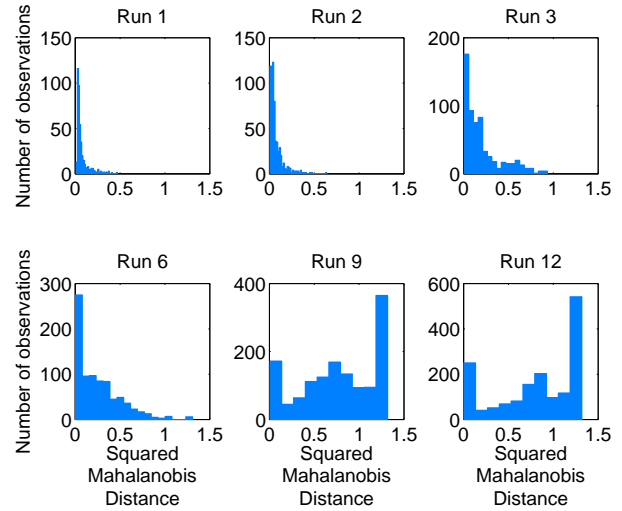 Run 1
Run 2
Run 3
Number of observations
150
100
50
0
0 0.5 1 1.5
150
100
50
0
0 0.5 1 1.5
200
100
0
0 0.5 1 1.5
Run 6
Run 9
Run 12
Number of observations
300
200
100
0
0 0.5 1 1.5
Squared
Mahalanobis
Distance
400
200
0
0 0.5 1 1.5
Squared
Mahalanobis
Distance
600
400
200
0
0 0.5 1 1.5
Squared
Mahalanobis
Distance